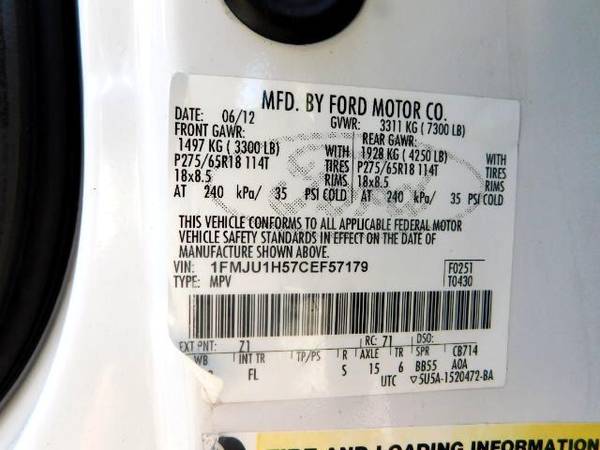 MFD. BY FORD MOTOR CO.
DATE: 06/12 GVWR: 3311 KG ( 7300 LB)
FRONT GAWR: REAR GAWR:
1497 KG ( 3300 LB) WITH 1928 KG ( 4250 LB) WITH
P275/65R18 114T TIRES P275/65R18 114T TIRES
18x8.5 RIMS 18x8.5 RIMS
AT 240 kPa/ 35 PSI COLD AT 240 kPa/ 35 PSI COLD
THIS VEHICLE CONFORMS TO ALL APPLICABLE FEDERAL MOTOR
VEHICLE SAFETY STANDARDS IN EFFECT ON THE DATE OF
MANUFACTURE SHOWN ABOVE.
VIN: 1FMJU1H57CEF57179 F0251
TYPE: MPV T0430
EXT PNT: 71 RC: 71 DSO:
WB INT TR TP/PS R AXLE TR SPR CB714
FL S 15 6 BB55 A0A
UTC ▽5U5A-1520472-BA
TIRE AND LOADING INFORMATION